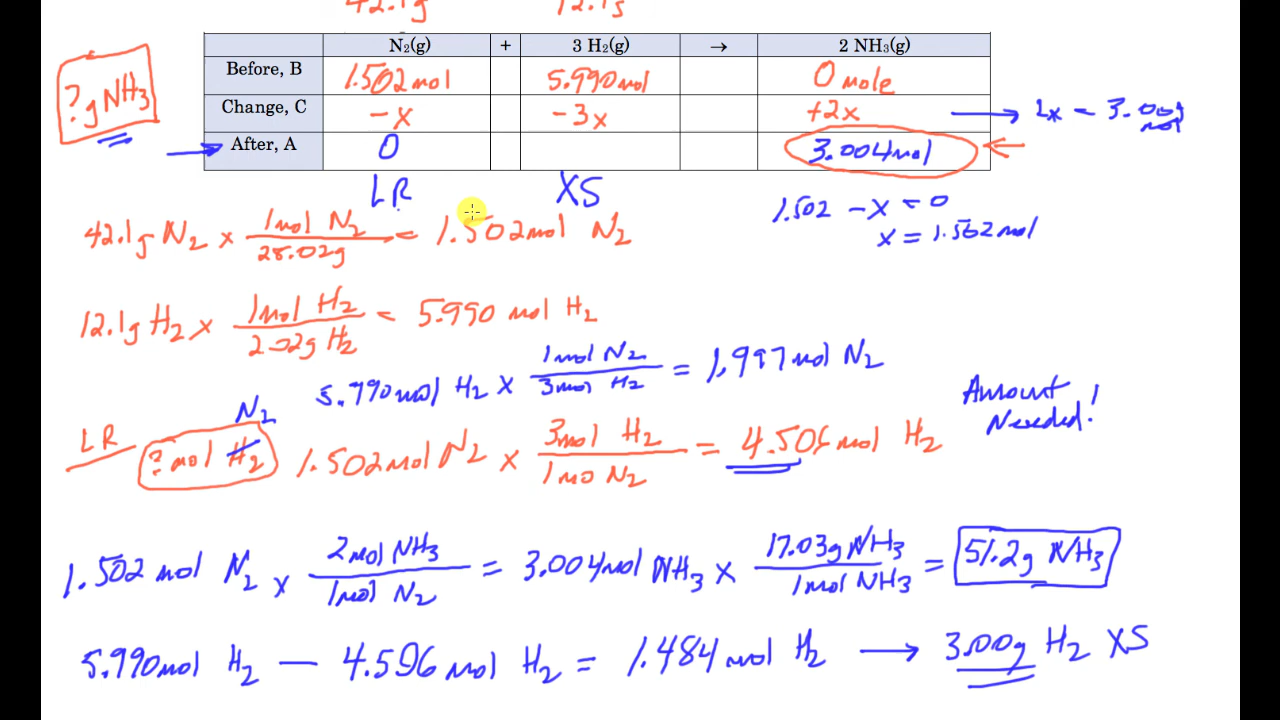 42.1g 12.1g
N₂(g) + 3 H₂(g) → 2 NH₃(g)
? g NH₃
Before, B 1.502 mol 5.990 mol 0 mole
Change, C -x -3x +2x → 2x = 3.004 mol
After, A 0 3.004 mol
LR XS
1.502 - x = 0
x = 1.502 mol
42.1g N₂ x 1 mol N₂ / 28.02g = 1.502 mol N₂
12.1g H₂ x 1 mol H₂ / 2.02g H₂ = 5.990 mol H₂
5.990 mol H₂ x 1 mol N₂ / 3 mol H₂ = 1.997 mol N₂
Amount Needed!
N₂
LR ? mol H₂ 1.502 mol N₂ x 3 mol H₂ / 1 mo N₂ = 4.506 mol H₂
1.502 mol N₂ x 2 mol NH₃ / 1 mol N₂ = 3.004 mol NH₃ x 17.03g NH₃ / 1 mol NH₃ = 51.2g NH₃
5.990 mol H₂ - 4.596 mol H₂ = 1.484 mol H₂ → 3.00g H₂ XS